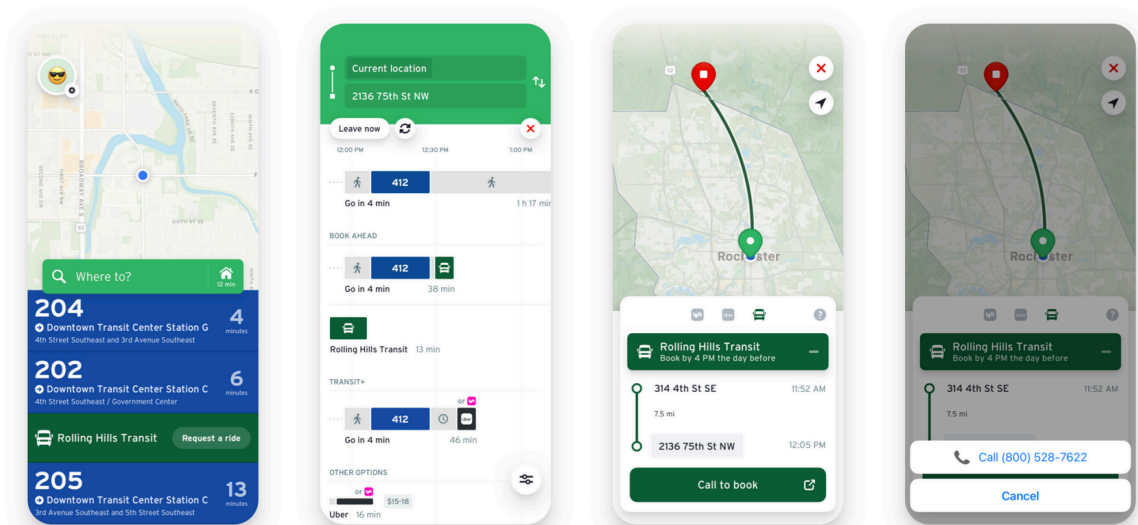 BROADWAY AVE S
52
Where to?
12 min
204
Downtown Transit Center Station G
4th Street Southeast and 3rd Avenue Southeast
4
minutes
202
Downtown Transit Center Station C
4th Street Southeast / Government Center
6
minutes
Rolling Hills Transit
Request a ride
205
Downtown Transit Center Station C
3rd Avenue Southeast and 5th Street Southeast
13
minutes
Current location
2136 75th St NW
Leave now
12:00 PM
12:30 PM
1:00 PM
412
Go in 4 min
1 h 17 min
BOOK AHEAD
412
Go in 4 min
38 min
Rolling Hills Transit 13 min
TRANSIT+
or
412
Uber
Go in 4 min
46 min
OTHER OPTIONS
or
$15-18
Uber 16 min
52
Rochester
Uber
?
Rolling Hills Transit
Book by 4 PM the day before
314 4th St SE
11:52 AM
7.5 mi
2136 75th St NW
12:05 PM
Call to book
52
Rochester
?
Rolling Hills Transit
Book by 4 PM the day before
314 4th St SE
11:52 AM
7.5 mi
Call (800) 528-7622
Cancel